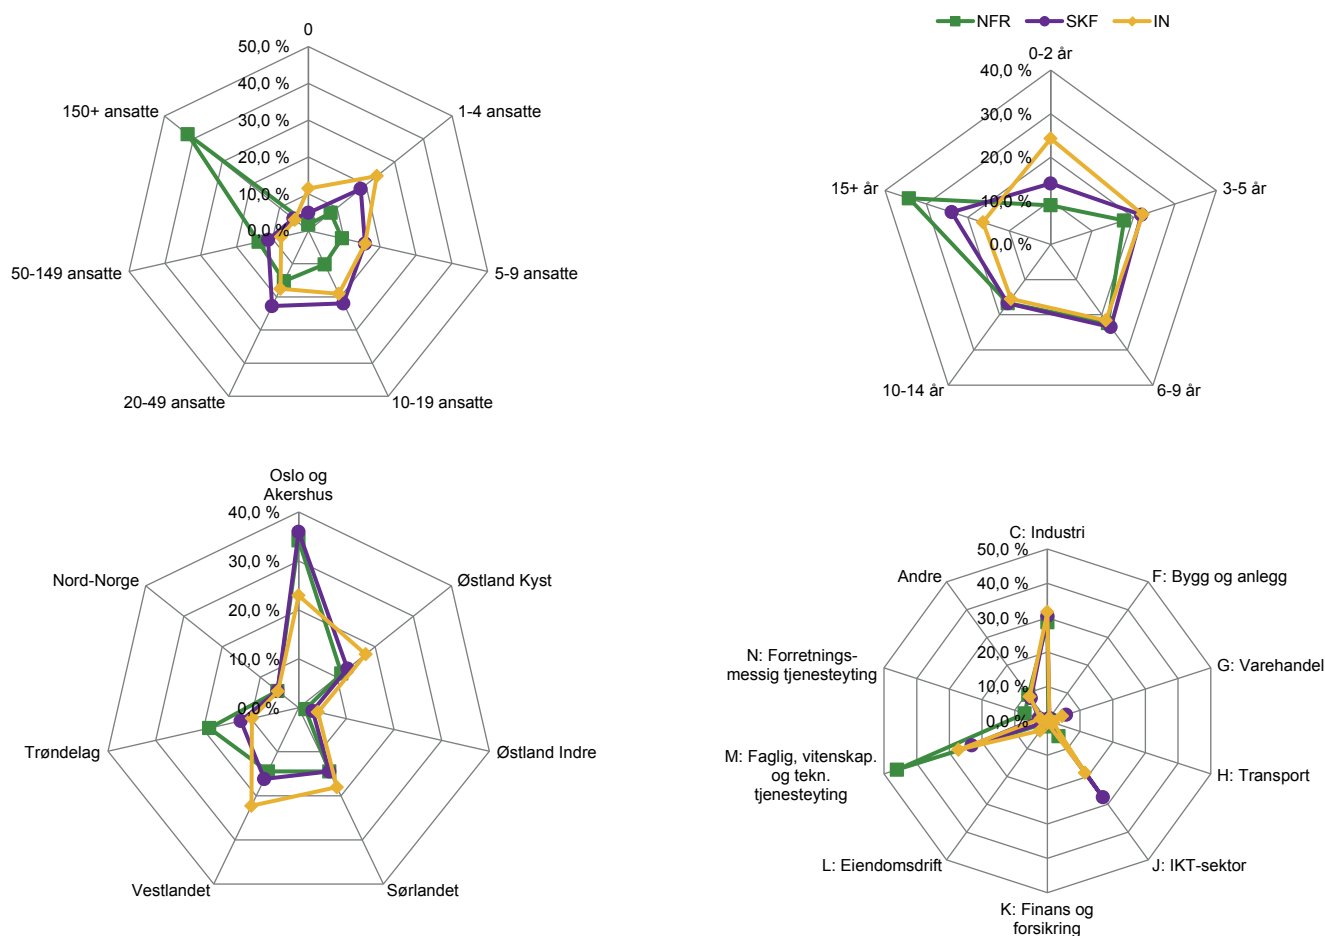 NFR SKF IN
0
50,0 %
40,0 %
30,0 %
20,0 %
10,0 %
0,0 %
1-4 ansatte
5-9 ansatte
10-19 ansatte
20-49 ansatte
50-149 ansatte
150+ ansatte
0-2 år
40,0 %
30,0 %
20,0 %
10,0 %
0,0 %
3-5 år
6-9 år
10-14 år
15+ år
Oslo og
Akershus
40,0 %
30,0 %
20,0 %
10,0 %
0,0 %
Østland Kyst
Østland Indre
Sørlandet
Vestlandet
Trøndelag
Nord-Norge
C: Industri
50,0 %
40,0 %
30,0 %
20,0 %
10,0 %
0,0 %
F: Bygg og anlegg
G: Varehandel
H: Transport
J: IKT-sektor
K: Finans og
forsikring
L: Eiendomsdrift
M: Faglig, vitenskap.
og tekn.
tjenesteyting
N: Forretnings-
messig tjenesteyting
Andre